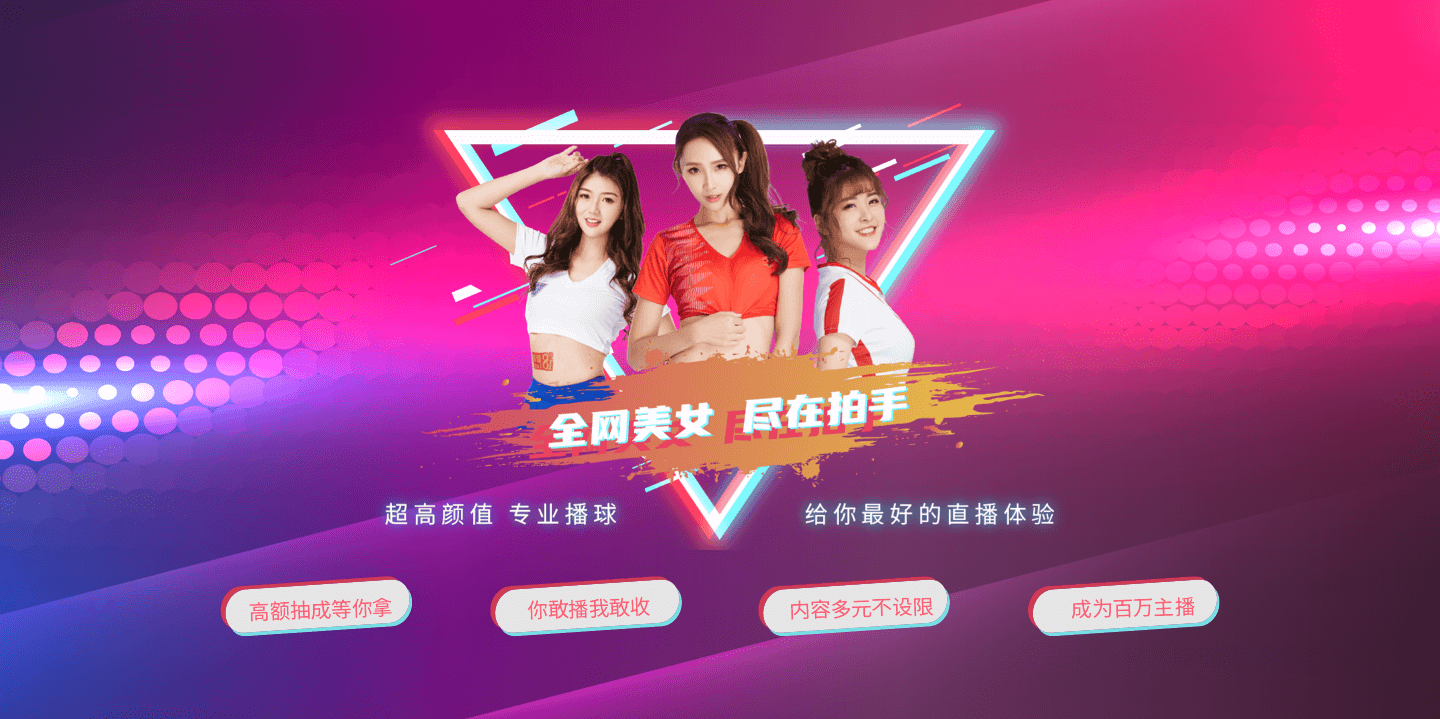 全网美女 尽在拍手
超高颜值 专业播球
给你最好的直播体验
高额抽成等你拿
你敢播我敢收
内容多元不设限
成为百万主播